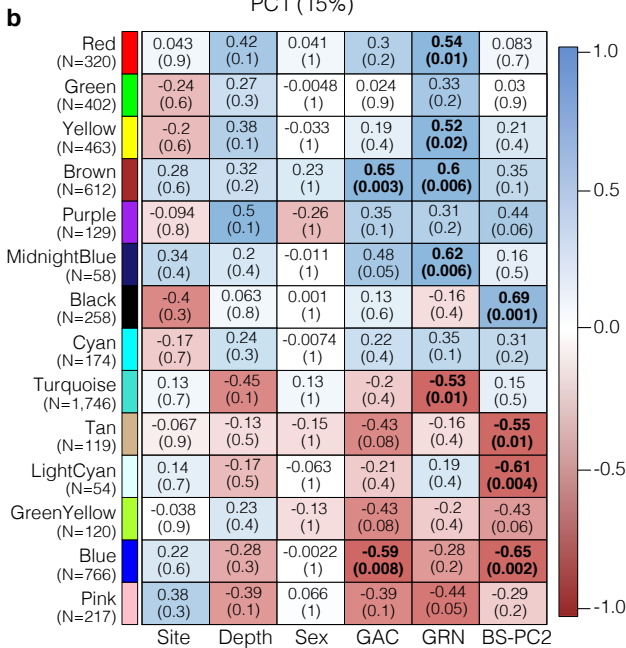 PC1 (15%)
b
Red 0.043 0.42 0.041 0.3 0.54 0.083
(N=320) (0.9) (0.1) (1) (0.2) (0.01) (0.7)
Green -0.24 0.27 -0.0048 0.024 0.33 0.03
(N=402) (0.6) (0.3) (1) (0.9) (0.2) (0.9)
Yellow -0.2 0.38 -0.033 0.19 0.52 0.21
(N=463) (0.6) (0.1) (1) (0.4) (0.02) (0.4)
Brown 0.28 0.32 0.23 0.65 0.6 0.35
(N=612) (0.6) (0.2) (1) (0.003) (0.006) (0.1)
Purple -0.094 0.5 -0.26 0.35 0.31 0.44
(N=129) (0.8) (0.1) (1) (0.1) (0.2) (0.06)
MidnightBlue 0.34 0.2 -0.011 0.48 0.62 0.16
(N=58) (0.4) (0.4) (1) (0.05) (0.006) (0.5)
Black -0.4 0.063 0.001 0.13 -0.16 0.69
(N=258) (0.3) (0.8) (1) (0.6) (0.4) (0.001)
Cyan -0.17 0.24 -0.0074 0.22 0.35 0.31
(N=174) (0.7) (0.3) (1) (0.4) (0.1) (0.2)
Turquoise 0.13 -0.45 0.13 -0.2 -0.53 0.15
(N=1,746) (0.7) (0.1) (1) (0.4) (0.01) (0.5)
Tan -0.067 -0.13 -0.15 -0.43 -0.16 -0.55
(N=119) (0.9) (0.5) (1) (0.08) (0.4) (0.01)
LightCyan 0.14 -0.17 -0.063 -0.21 0.19 -0.61
(N=54) (0.7) (0.5) (1) (0.4) (0.4) (0.004)
GreenYellow -0.038 0.23 -0.13 -0.43 -0.2 -0.43
(N=120) (0.9) (0.4) (1) (0.08) (0.4) (0.06)
Blue 0.22 -0.28 -0.0022 -0.59 -0.28 -0.65
(N=766) (0.6) (0.3) (1) (0.008) (0.2) (0.002)
Pink 0.38 -0.39 0.066 -0.39 -0.44 -0.29
(N=217) (0.3) (0.1) (1) (0.1) (0.05) (0.2)
Site Depth Sex GAC GRN BS-PC2
1.0
0.5
-0.0
-0.5
-1.0